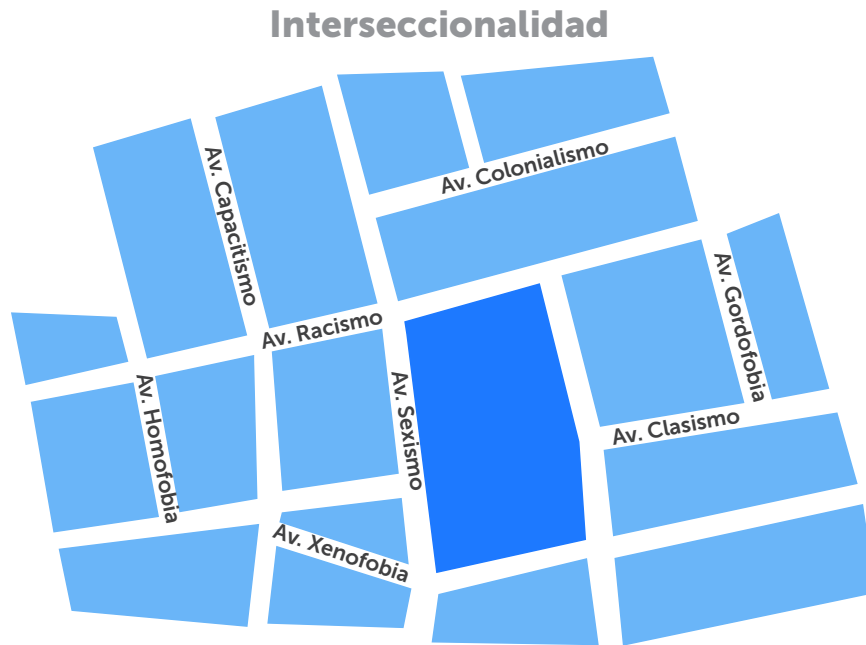 Interseccionalidad
Av. Capacitismo
Av. Colonialismo
Av. Racismo
Av. Gordofobia
Av. Homofobia
Av. Sexismo
Av. Clasismo
Av. Xenofobia